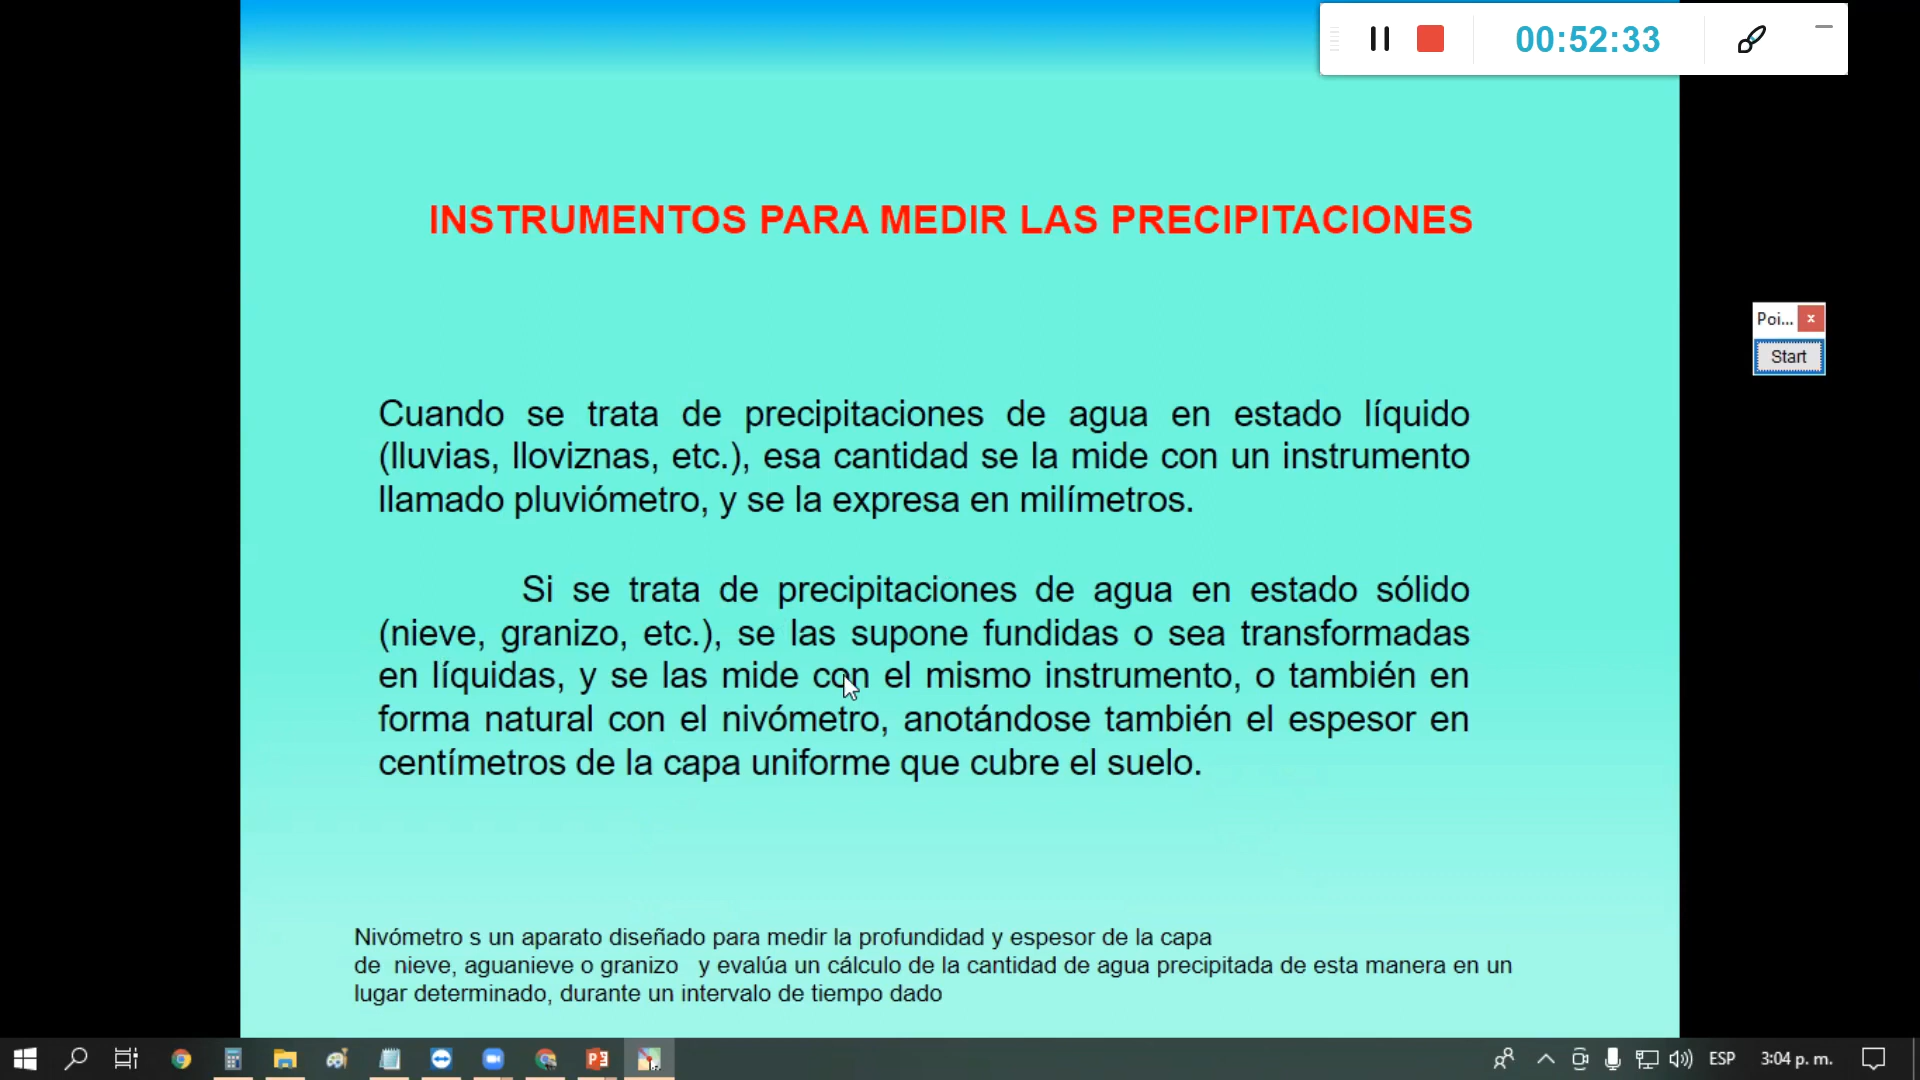 00:52:33
INSTRUMENTOS PARA MEDIR LAS PRECIPITACIONES
Poi...
Start
Cuando se trata de precipitaciones de agua en estado líquido
(lluvias, lloviznas, etc.), esa cantidad se la mide con un instrumento
llamado pluviómetro, y se la expresa en milímetros.
Si se trata de precipitaciones de agua en estado sólido
(nieve, granizo, etc.), se las supone fundidas o sea transformadas
en líquidas, y se las mide con el mismo instrumento, o también en
forma natural con el nivómetro, anotándose también el espesor en
centímetros de la capa uniforme que cubre el suelo.
Nivómetro s un aparato diseñado para medir la profundidad y espesor de la capa
de nieve, aguanieve o granizo y evalúa un cálculo de la cantidad de agua precipitada de esta manera en un
lugar determinado, durante un intervalo de tiempo dado
ESP
3:04 p. m.